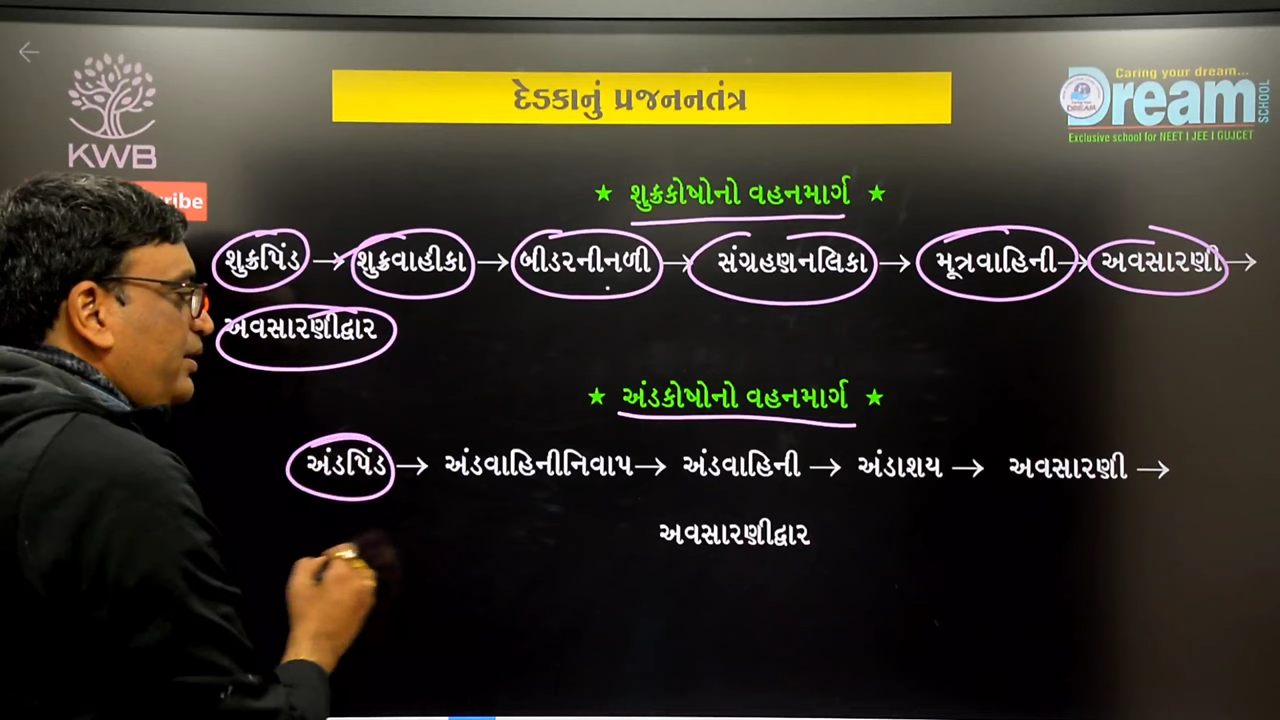 દેડકાનું પ્રજનનતંત્ર
KWB
Caring your dream...
Dream SCHOOL
Exclusive school for NEET I JEE I GUJCET
★ શુક્રકોષોનો વહનમાર્ગ ★
શુક્રપિંડ → શુક્રવાહીકા → બીડરનીનળી → સંગ્રહણનલિકા → મૂત્રવાહિની → અવસારણી →
અવસારણીદ્વાર
★ અંડકોષોનો વહનમાર્ગ ★
અંડપિંડ → અંડવાહિનીનિવાપ → અંડવાહિની → અંડાશય → અવસારણી →
અવસારણીદ્વાર